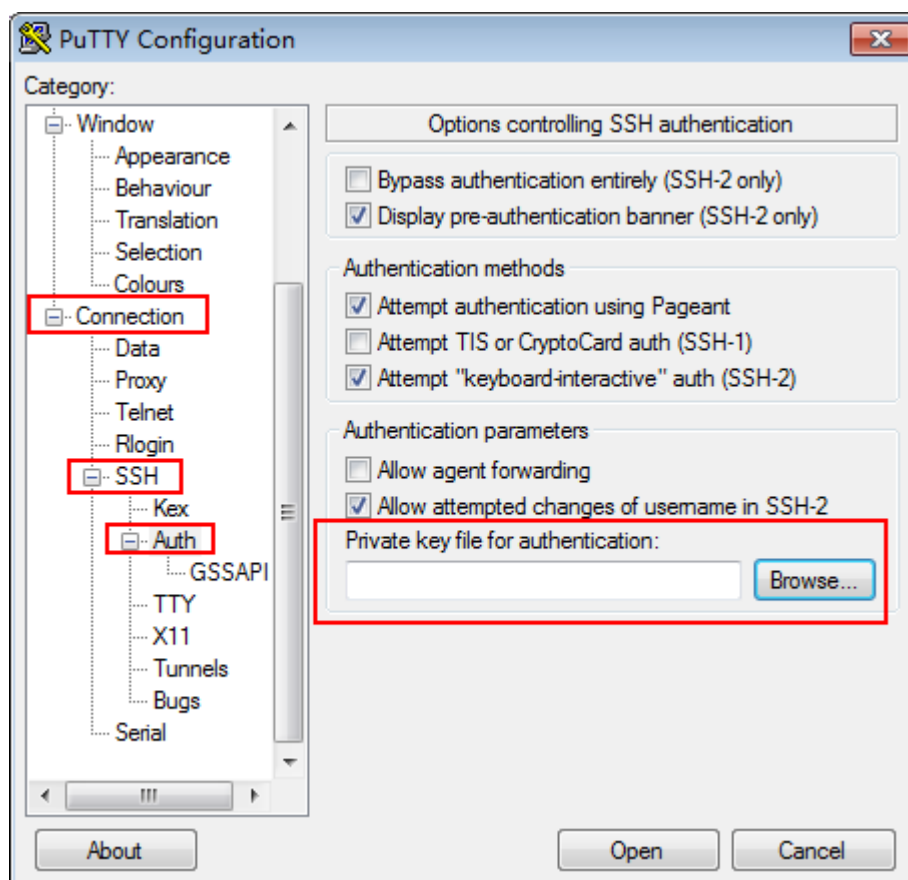 PuTTY Configuration
Category:
Window
Appearance
Behaviour
Translation
Selection
Colours
Connection
Data
Proxy
Telnet
Rlogin
SSH
Kex
Auth
GSSAPI
TTY
X11
Tunnels
Bugs
Serial
Options controlling SSH authentication
Bypass authentication entirely (SSH-2 only)
Display pre-authentication banner (SSH-2 only)
Authentication methods
Attempt authentication using Pageant
Attempt TIS or CryptoCard auth (SSH-1)
Attempt "keyboard-interactive" auth (SSH-2)
Authentication parameters
Allow agent forwarding
Allow attempted changes of username in SSH-2
Private key file for authentication:
Browse...
About
Open
Cancel